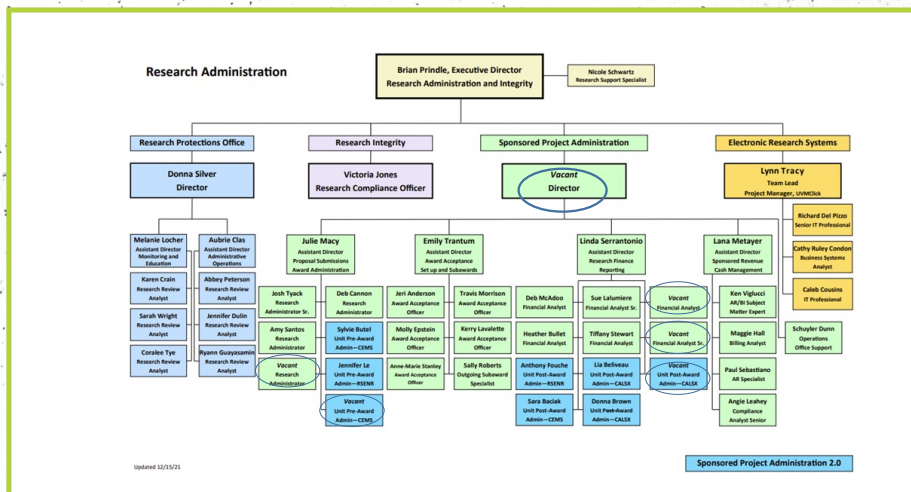 Research Administration
Brian Prindle, Executive Director
Research Administration and Integrity
Nicole Schwartz
Research Support Specialist
Research Protections Office
Research Integrity
Sponsored Project Administration
Electronic Research Systems
Donna Silver
Director
Victoria Jones
Research Compliance Officer
Vacant
Director
Lynn Tracy
Team Lead
Project Manager, UVMClick
Richard Del Pizzo
Senior IT Professional
Cathy Ruley Condon
Business Systems
Analyst
Caleb Cousins
IT Professional
Melanie Locher
Assistant Director
Monitoring and
Education
Aubrie Clas
Assistant Director
Administrative
Operations
Karen Crain
Research Review
Analyst
Abbey Peterson
Research Review
Analyst
Sarah Wright
Research Review
Analyst
Jennifer Dulin
Research Review
Analyst
Coralee Tye
Research Review
Analyst
Ryann Guayasamin
Research Review
Analyst
Julie Macy
Assistant Director
Proposal Submissions
Award Administration
Josh Tyack
Research
Administrator Sr.
Deb Cannon
Research
Administrator
Amy Santos
Research
Administrator
Sylvie Butel
Unit Pre-Award
Admin—CEMS
Vacant
Research
Administrator
Jennifer Le
Unit Pre-Award
Admin—RSENR
Vacant
Unit Pre-Award
Admin—CEMS
Emily Trantum
Assistant Director
Award Acceptance
Set up and Subawards
Jeri Anderson
Award Acceptance
Officer
Travis Morrison
Award Acceptance
Officer
Molly Epstein
Award Acceptance
Officer
Kerry Lavalette
Award Acceptance
Officer
Anne-Marie Stanley
Award Acceptance
Officer
Sally Roberts
Outgoing Subaward
Specialist
Linda Serrantonio
Assistant Director
Research Finance
Reporting
Deb McAdoo
Financial Analyst
Sue Lalumiere
Financial Analyst Sr.
Vacant
Financial Analyst
Heather Bullet
Financial Analyst
Tiffany Stewart
Financial Analyst
Vacant
Financial Analyst Sr.
Anthony Fouche
Unit Post-Award
Admin—RSENR
Lia Beliveau
Unit Post-Award
Admin—CALSX
Vacant
Unit Post-Award
Admin—CALSX
Sara Baciak
Unit Post-Award
Admin—CEMS
Donna Brown
Unit Post-Award
Admin—CALSX
Lana Metayer
Assistant Director
Sponsored Revenue
Cash Management
Ken Viglucci
AR/BI Subject
Matter Expert
Maggie Hall
Billing Analyst
Paul Sebastiano
AR Specialist
Angie Leahey
Compliance
Analyst Senior
Schuyler Dunn
Operations
Office Support
Updated 12/15/21
Sponsored Project Administration 2.0